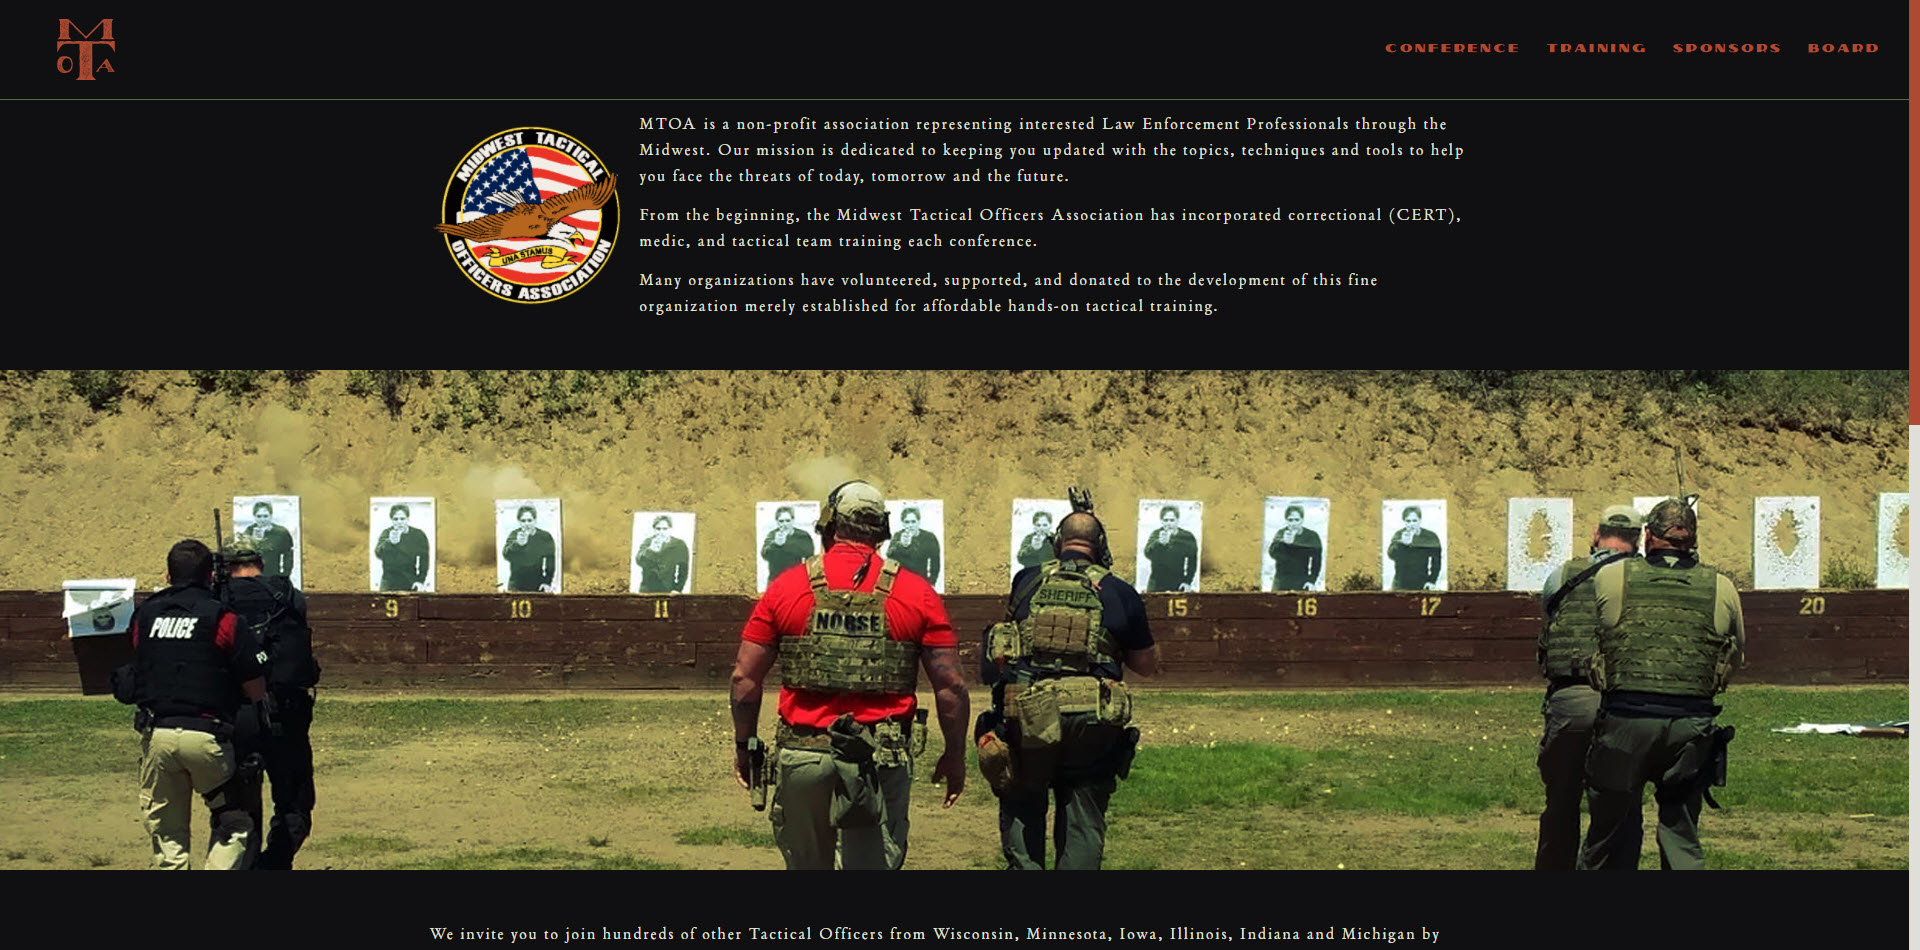 M
T
O A
CONFERENCE TRAINING SPONSORS BOARD
MIDWEST TACTICAL
UNA STAMUS
OFFICERS ASSOCIATION
MTOA is a non-profit association representing interested Law Enforcement Professionals through the
Midwest. Our mission is dedicated to keeping you updated with the topics, techniques and tools to help
you face the threats of today, tomorrow and the future.
From the beginning, the Midwest Tactical Officers Association has incorporated correctional (CERT),
medic, and tactical team training each conference.
Many organizations have volunteered, supported, and donated to the development of this fine
organization merely established for affordable hands-on tactical training.
9 10 11 15 16 17 20
POLICE
NORSE
SHERIFF
We invite you to join hundreds of other Tactical Officers from Wisconsin, Minnesota, Iowa, Illinois, Indiana and Michigan by